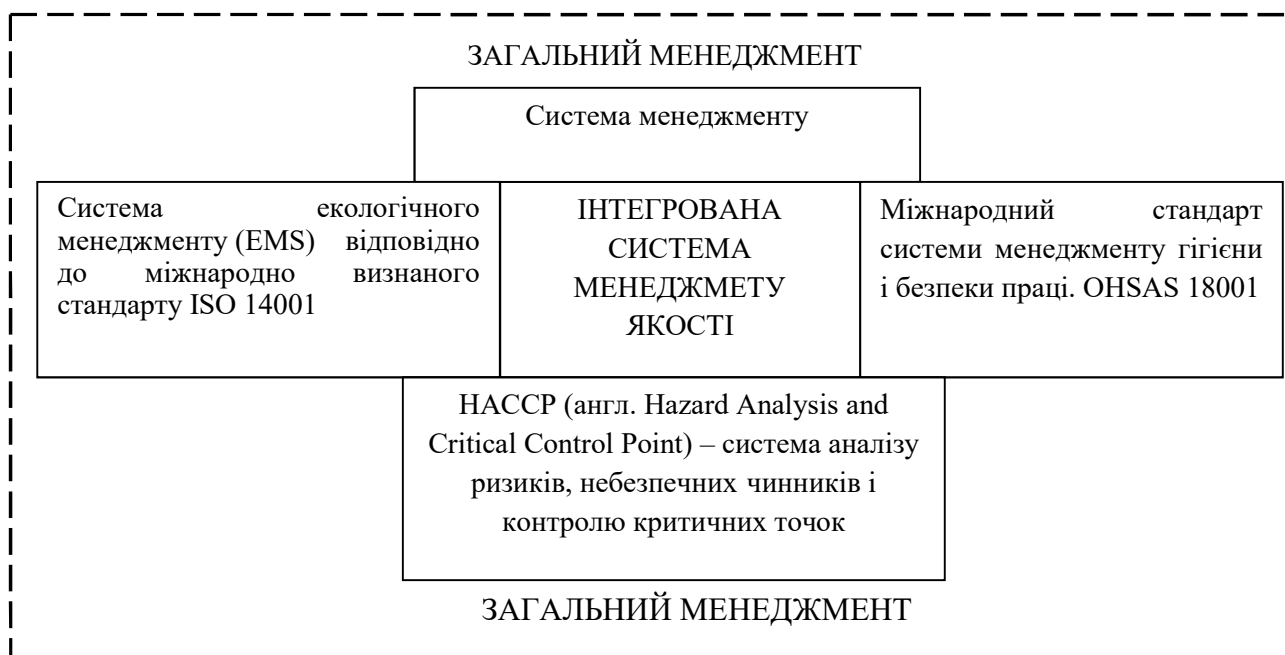 ЗАГАЛЬНИЙ МЕНЕДЖМЕНТ
Система менеджменту
Система екологічного
менеджменту (EMS) відповідно
до міжнародно визнаного
стандарту ISO 14001
ІНТЕГРОВАНА
СИСТЕМА
МЕНЕДЖМЕТУ
ЯКОСТІ
Міжнародний стандарт
системи менеджменту гігієни
і безпеки праці. OHSAS 18001
HACCP (англ. Hazard Analysis and
Critical Control Point) – система аналізу
ризиків, небезпечних чинників і
контролю критичних точок
ЗАГАЛЬНИЙ МЕНЕДЖМЕНТ